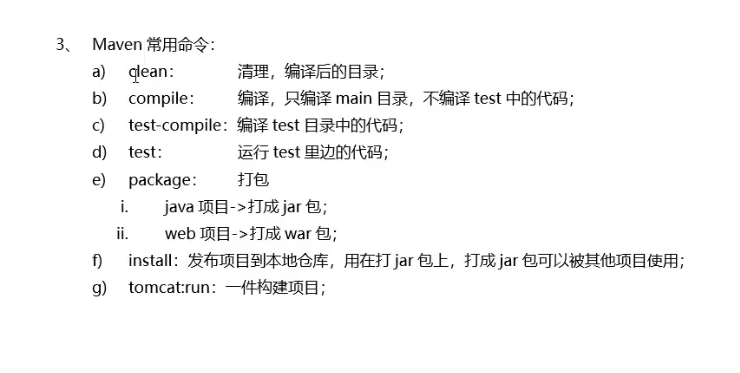 3、 Maven 常用命令：
a) clean： 清理，编译后的目录；
b) compile： 编译，只编译 main 目录，不编译 test 中的代码；
c) test-compile：编译 test 目录中的代码；
d) test： 运行 test 里边的代码；
e) package： 打包
i. java 项目->打成 jar 包；
ii. web 项目->打成 war 包；
f) install：发布项目到本地仓库，用在打 jar 包上，打成 jar 包可以被其他项目使用；
g) tomcat:run：一件构建项目；